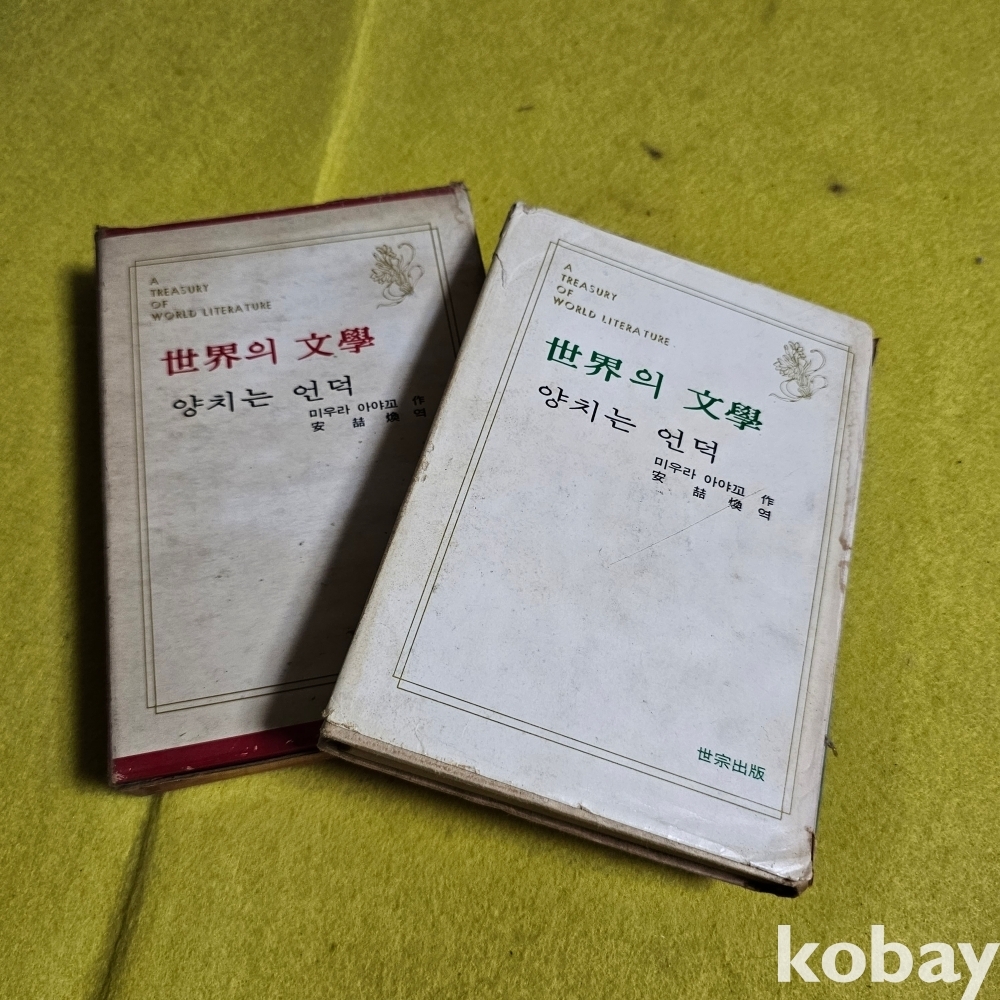 A
TREASURY
OF
WORLD LITERATURE
世界의 文學
양치는 언덕
미우라 아야꼬 作
安 喆 煥 역
A
TREASURY
OF
WORLD LITERATURE
世界의 文學
양치는 언덕
미우라 아야꼬 作
安 喆 煥 역
世宗出版
kobay